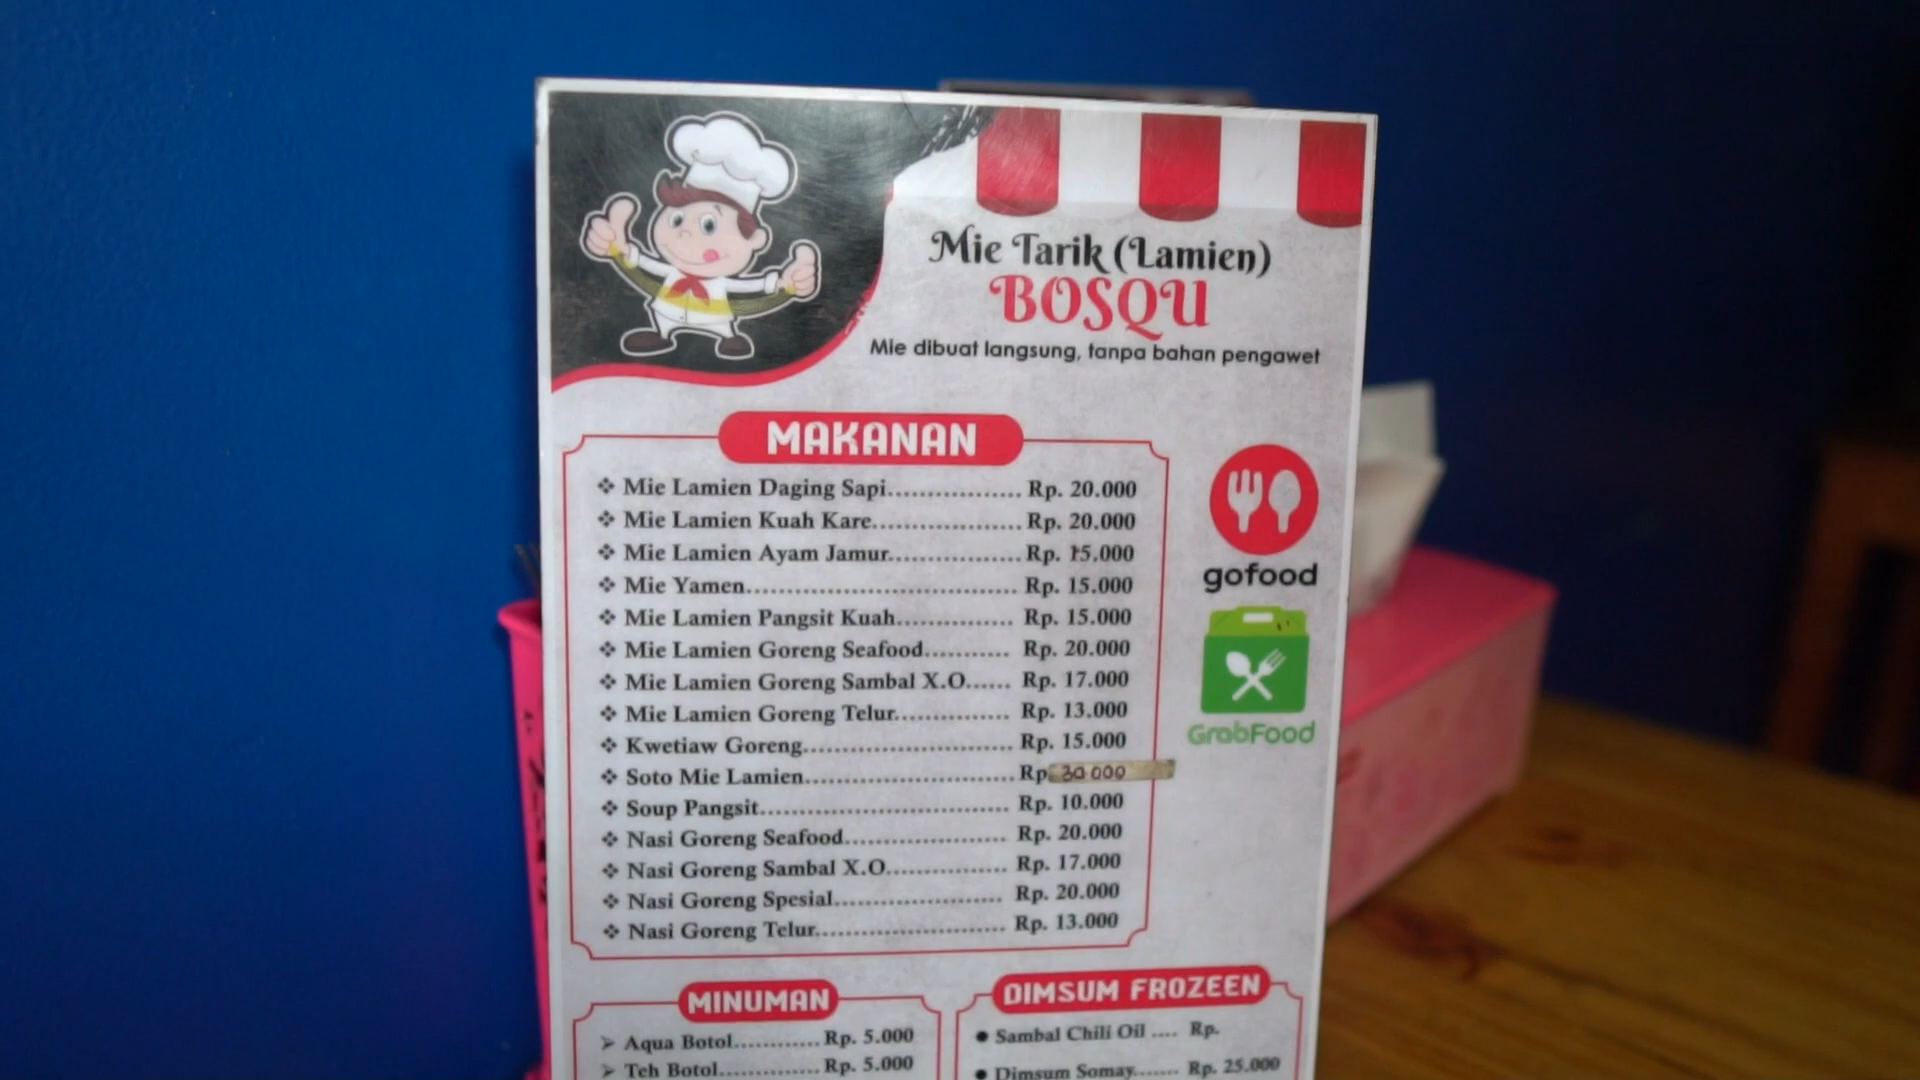 Mie Tarik (Lamien)
BOSQU
Mie dibuat langsung, tanpa bahan pengawet
MAKANAN
Mie Lamien Daging Sapi................. Rp. 20.000
Mie Lamien Kuah Kare................... Rp. 20.000
Mie Lamien Ayam Jamur................. Rp. 15.000
Mie Yamen.................................. Rp. 15.000
Mie Lamien Pangsit Kuah............... Rp. 15.000
Mie Lamien Goreng Seafood........... Rp. 20.000
Mie Lamien Goreng Sambal X.O...... Rp. 17.000
Mie Lamien Goreng Telur............... Rp. 13.000
Kwetiaw Goreng........................... Rp. 15.000
Soto Mie Lamien.......................... Rp 30 000
Soup Pangsit............................... Rp. 10.000
Nasi Goreng Seafood..................... Rp. 20.000
Nasi Goreng Sambal X.O............... Rp. 17.000
Nasi Goreng Spesial..................... Rp. 20.000
Nasi Goreng Telur........................ Rp. 13.000
gofood
GrabFood
MINUMAN
Aqua Botol........... Rp. 5.000
Teh Botol............. Rp. 5.000
DIMSUM FROZEEN
Sambal Chili Oil .... Rp.
Dimsum Somay....... Rp. 25.000